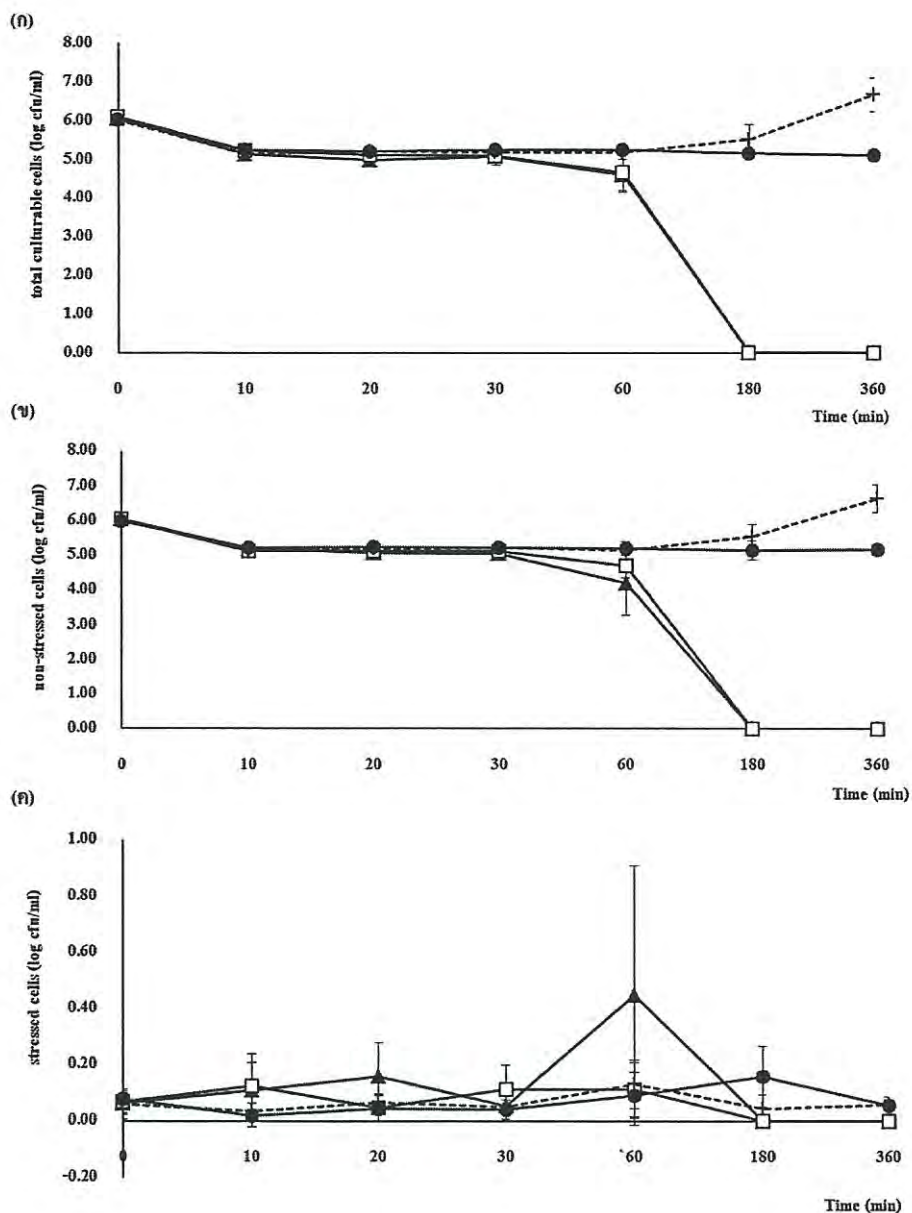 (ก)
8.00
7.00
6.00
5.00
4.00
3.00
2.00
1.00
0.00
total culturable cells (log cfu/ml)
0 10 20 30 60 180 360
Time (min)
(ข)
8.00
7.00
6.00
5.00
4.00
3.00
2.00
1.00
0.00
non-stressed cells (log cfu/ml)
0 10 20 30 60 180 360
Time (min)
(ค)
1.00
0.80
0.60
0.40
0.20
0.00
-0.20
stressed cells (log cfu/ml)
0 10 20 30 `60 180 360
Time (min)